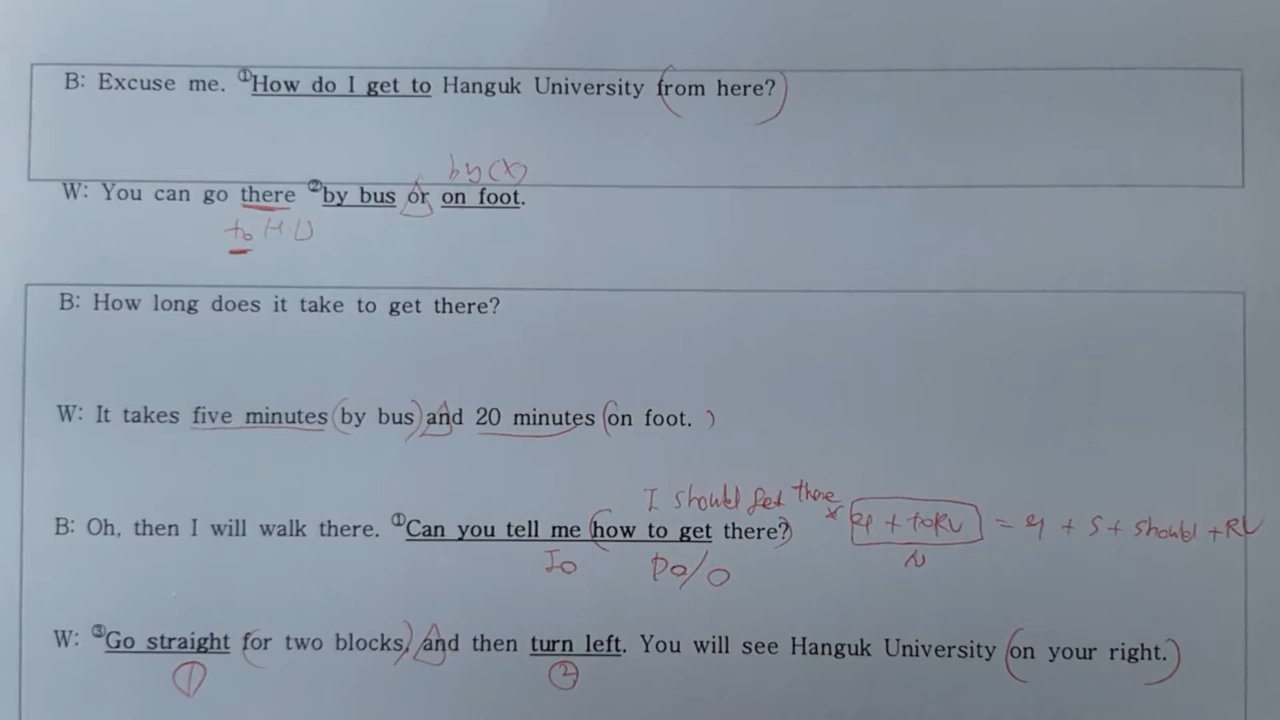 B: Excuse me. ①How do I get to Hanguk University from here?
by(x)
W: You can go there ②by bus or on foot.
to H.U
B: How long does it take to get there?
W: It takes five minutes by bus and 20 minutes on foot.
I should get there
B: Oh, then I will walk there. ①Can you tell me how to get there?
Io DO/O
N
W: ③Go straight for two blocks, and then turn left. You will see Hanguk University on your right.
① ②